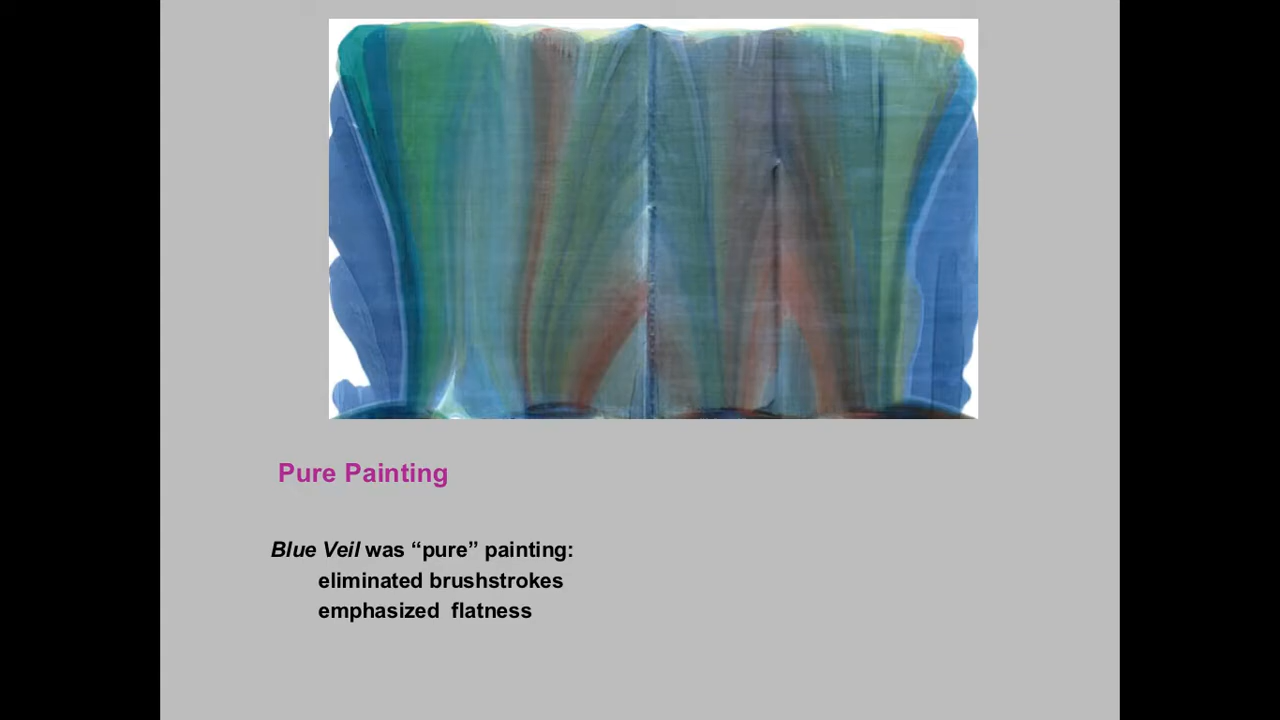 Pure Painting
Blue Veil was “pure” painting:
eliminated brushstrokes
emphasized flatness